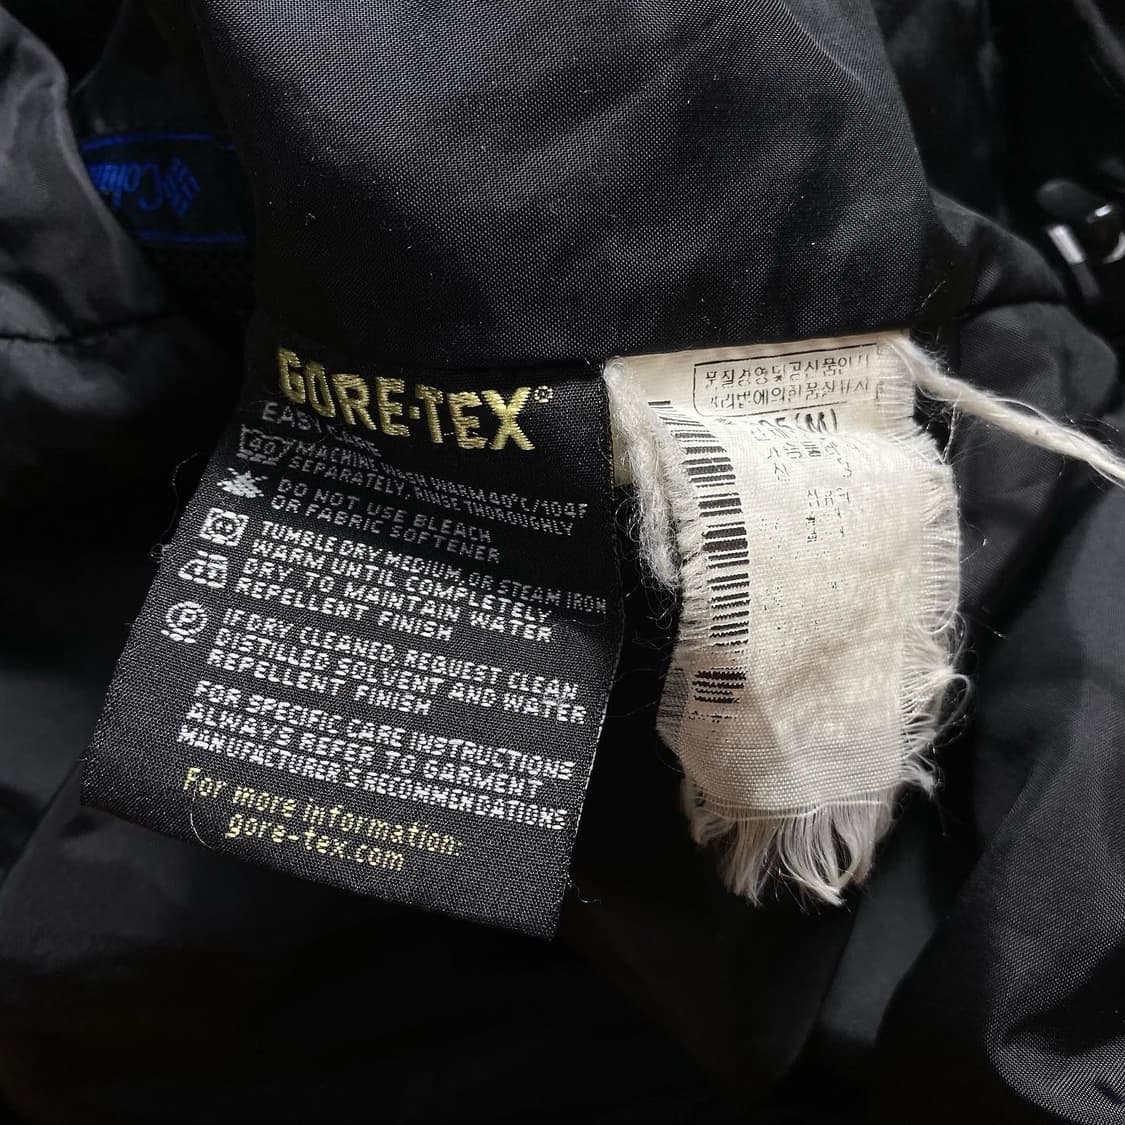 GORE-TEX®
EASY CARE
40
MACHINE WASH WARM 40°C/104F
SEPARATELY, RINSE THOROUGHLY
DO NOT USE BLEACH
OR FABRIC SOFTENER
TUMBLE DRY MEDIUM, OR STEAM IRON
WARM UNTIL COMPLETELY
DRY, TO MAINTAIN WATER
REPELLENT FINISH
P
IF DRY CLEANED, REQUEST CLEAN,
DISTILLED SOLVENT AND WATER
REPELLENT FINISH
FOR SPECIFIC CARE INSTRUCTIONS
ALWAYS REFER TO GARMENT
MANUFACTURER'S RECOMMENDATIONS
For more information:
gore-tex.com
(M)